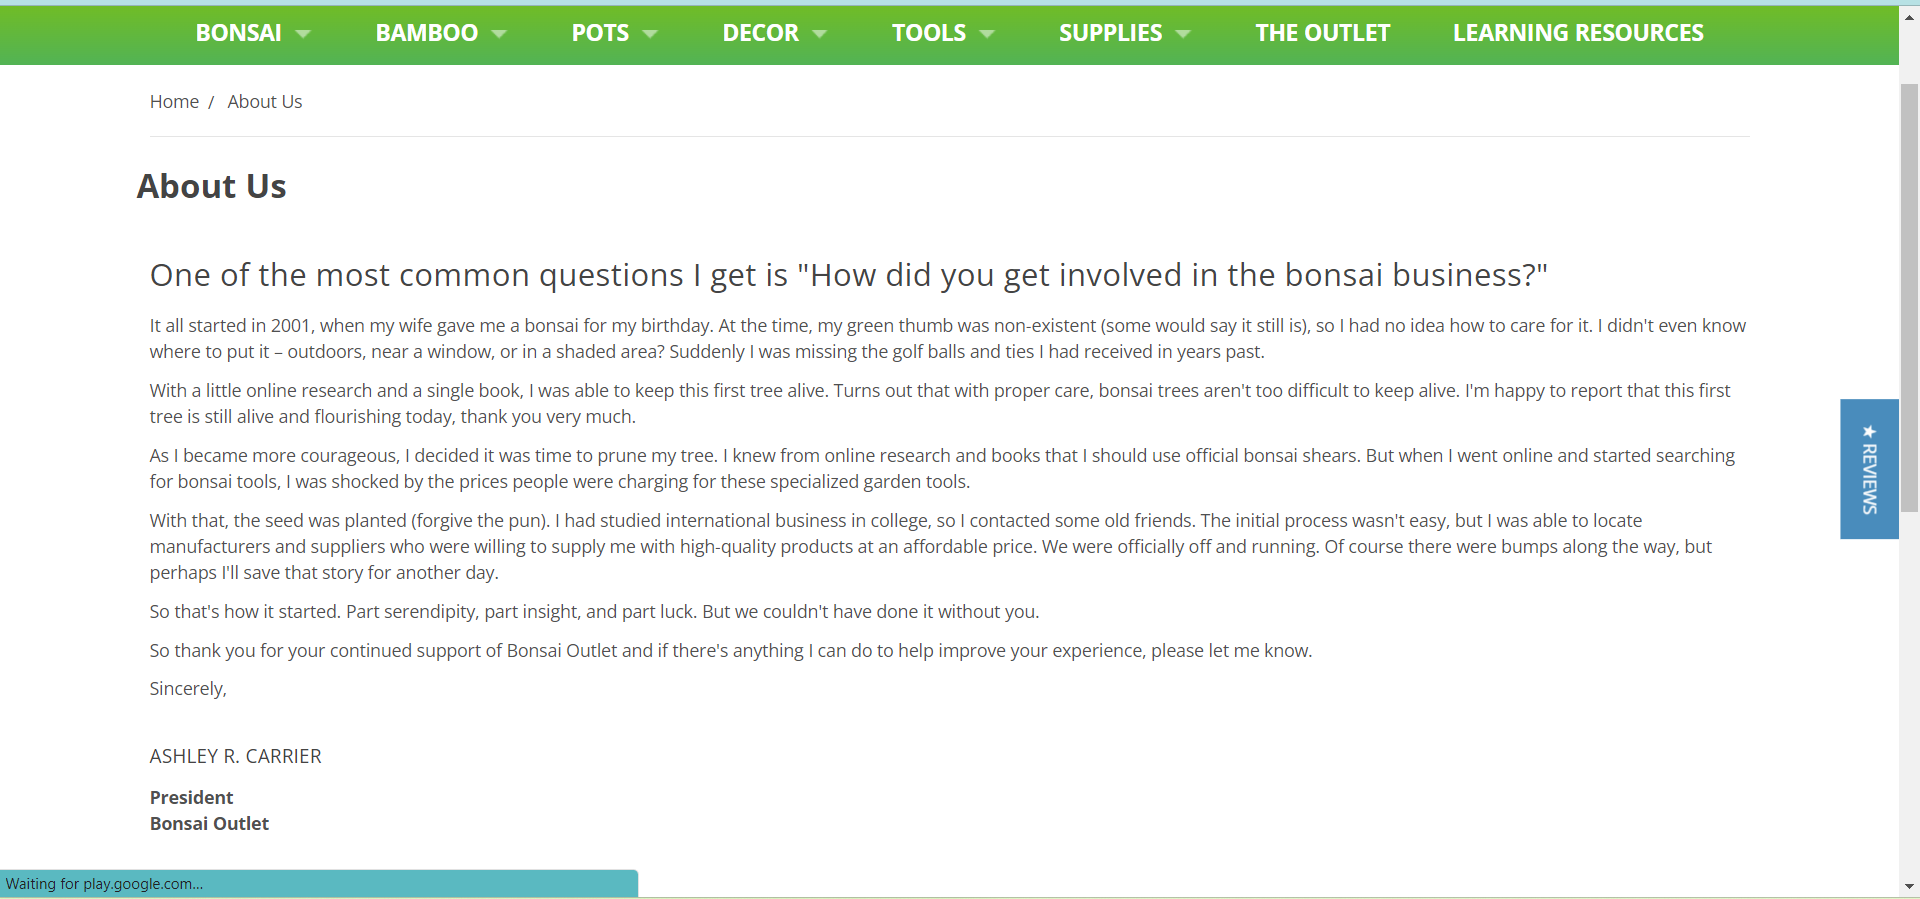 BONSAI BAMBOO POTS DECOR TOOLS SUPPLIES THE OUTLET LEARNING RESOURCES
Home / About Us
About Us
One of the most common questions I get is "How did you get involved in the bonsai business?"
It all started in 2001, when my wife gave me a bonsai for my birthday. At the time, my green thumb was non-existent (some would say it still is), so I had no idea how to care for it. I didn't even know
where to put it – outdoors, near a window, or in a shaded area? Suddenly I was missing the golf balls and ties I had received in years past.
With a little online research and a single book, I was able to keep this first tree alive. Turns out that with proper care, bonsai trees aren't too difficult to keep alive. I'm happy to report that this first
tree is still alive and flourishing today, thank you very much.
As I became more courageous, I decided it was time to prune my tree. I knew from online research and books that I should use official bonsai shears. But when I went online and started searching
for bonsai tools, I was shocked by the prices people were charging for these specialized garden tools.
With that, the seed was planted (forgive the pun). I had studied international business in college, so I contacted some old friends. The initial process wasn't easy, but I was able to locate
manufacturers and suppliers who were willing to supply me with high-quality products at an affordable price. We were officially off and running. Of course there were bumps along the way, but
perhaps I'll save that story for another day.
So that's how it started. Part serendipity, part insight, and part luck. But we couldn't have done it without you.
So thank you for your continued support of Bonsai Outlet and if there's anything I can do to help improve your experience, please let me know.
Sincerely,
ASHLEY R. CARRIER
President
Bonsai Outlet
★ REVIEWS
Waiting for play.google.com...